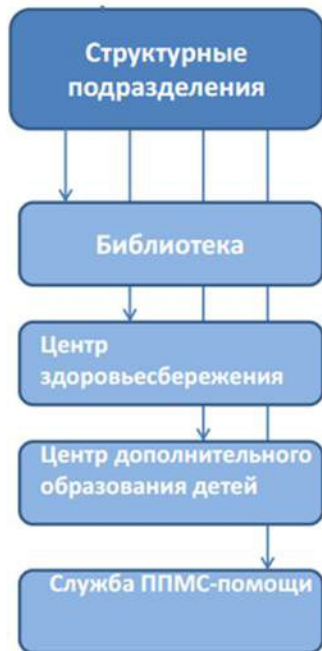 Структурные
подразделения
Библиотека
Центр
здоровьесбережения
Центр дополнительного
образования детей
Служба ППМС-помощи